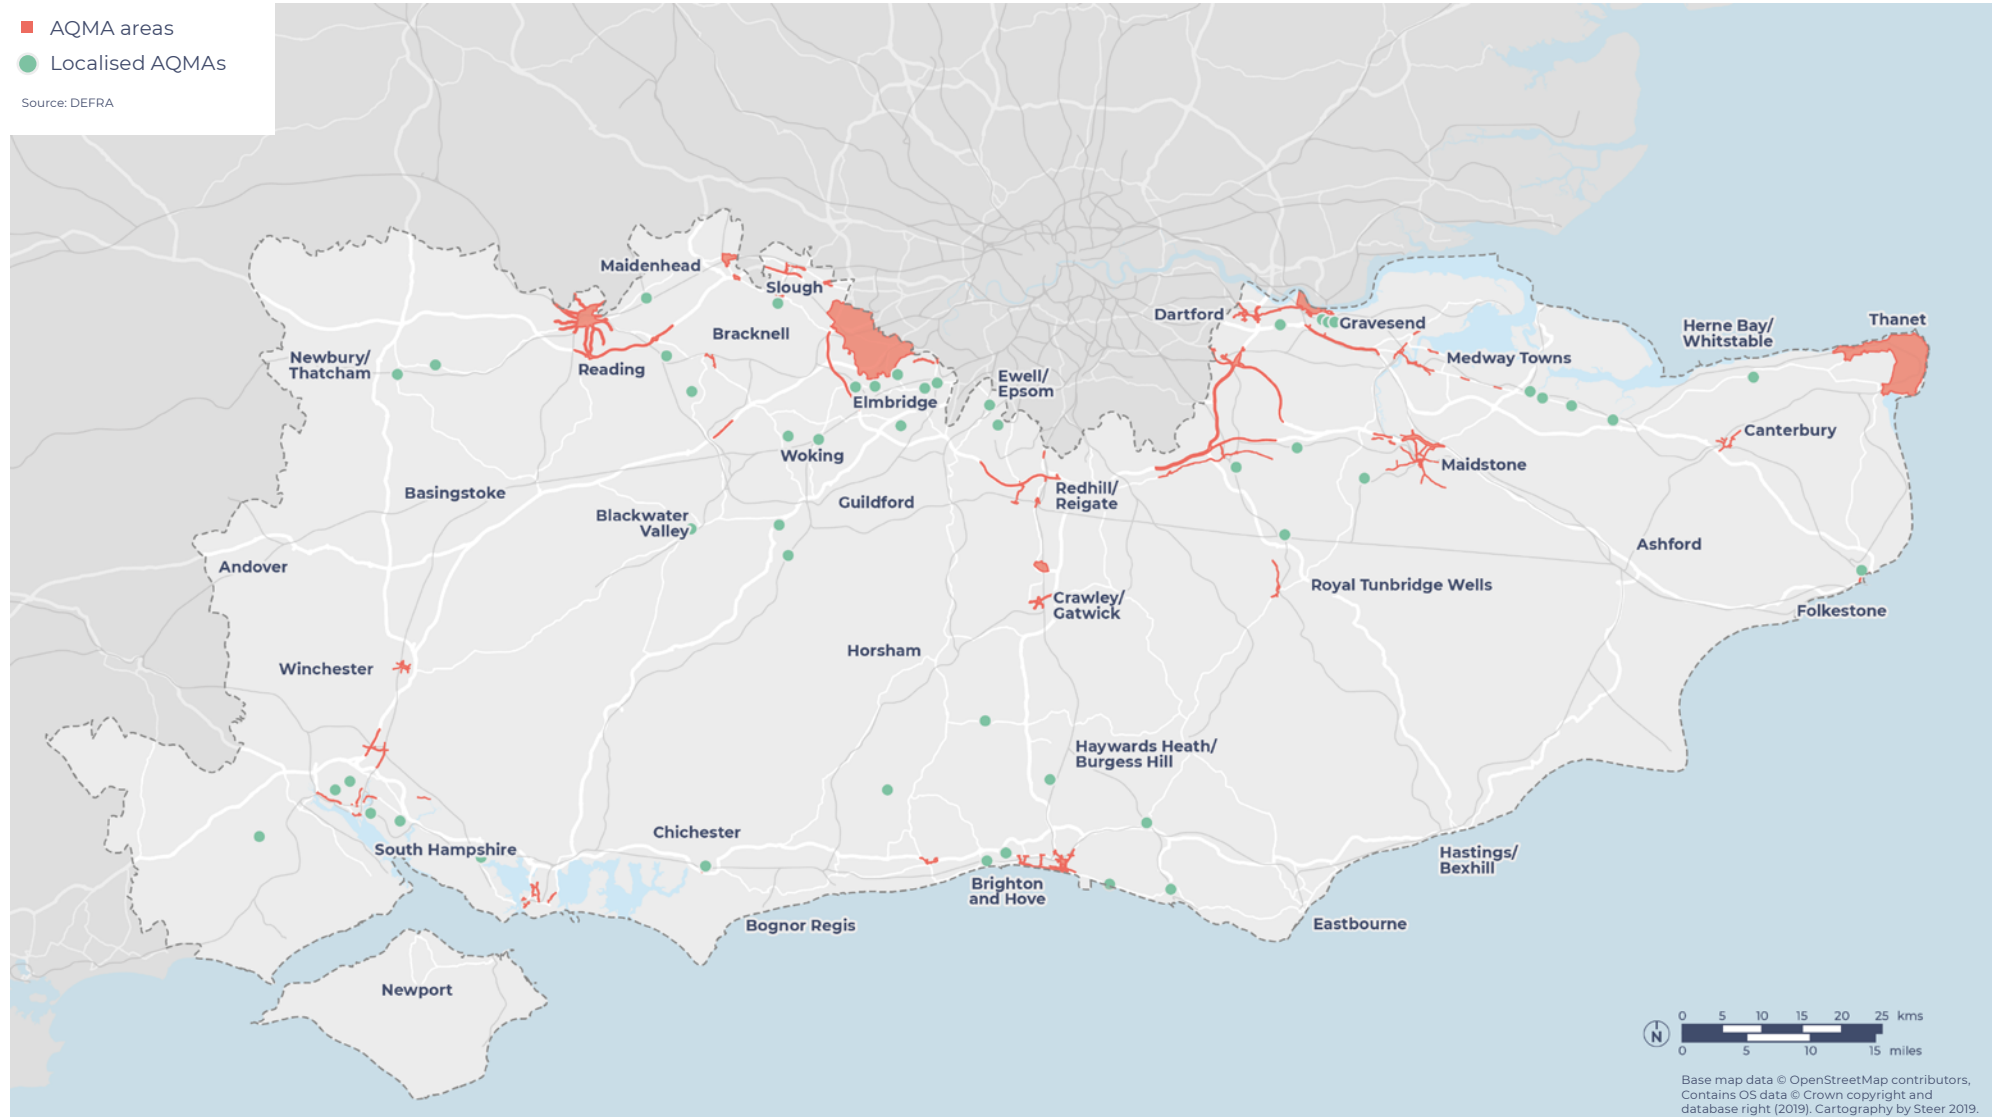 AQMA areas
Localised AQMAs
Source: DEFRA
Maidenhead
Slough
Bracknell
Reading
Newbury/
Thatcham
Elmbridge
Ewell/
Epsom
Dartford
Gravesend
Medway Towns
Herne Bay/
Whitstable
Thanet
Canterbury
Maidstone
Woking
Basingstoke
Guildford
Redhill/
Reigate
Blackwater
Valley
Ashford
Andover
Royal Tunbridge Wells
Crawley/
Gatwick
Folkestone
Horsham
Winchester
Haywards Heath/
Burgess Hill
Chichester
South Hampshire
Hastings/
Bexhill
Brighton
and Hove
Bognor Regis
Eastbourne
Newport
0 5 10 15 20 25 kms
N
0 5 10 15 miles
Base map data © OpenStreetMap contributors,
Contains OS data © Crown copyright and
database right (2019). Cartography by Steer 2019.